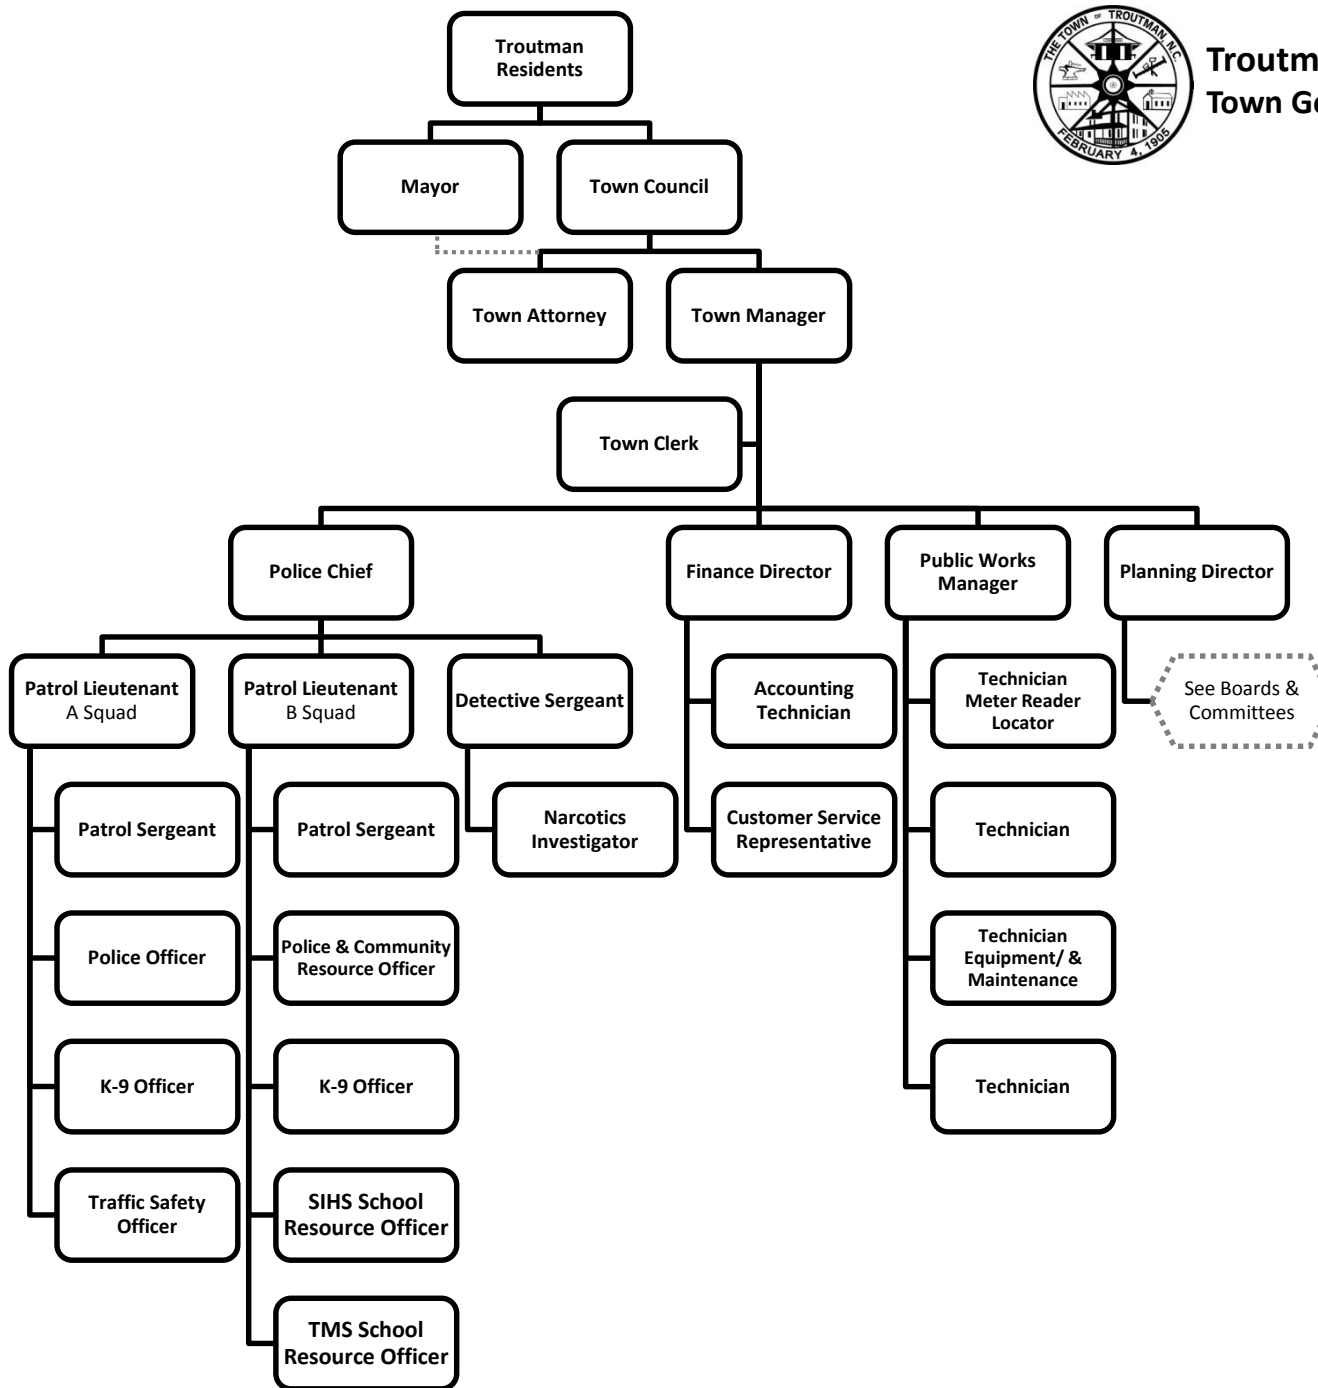 Troutman
Residents
THE TOWN OF TROUTMAN, N.C.
FEBRUARY 4, 1905
Troutm
Town Go
Mayor
Town Council
Town Attorney
Town Manager
Town Clerk
Police Chief
Finance Director
Public Works
Manager
Planning Director
Patrol Lieutenant
A Squad
Patrol Lieutenant
B Squad
Detective Sergeant
Accounting
Technician
Technician
Meter Reader
Locator
See Boards &
Committees
Patrol Sergeant
Patrol Sergeant
Narcotics
Investigator
Customer Service
Representative
Technician
Police Officer
Police & Community
Resource Officer
Technician
Equipment/ &
Maintenance
K-9 Officer
K-9 Officer
Technician
Traffic Safety
Officer
SIHS School
Resource Officer
TMS School
Resource Officer